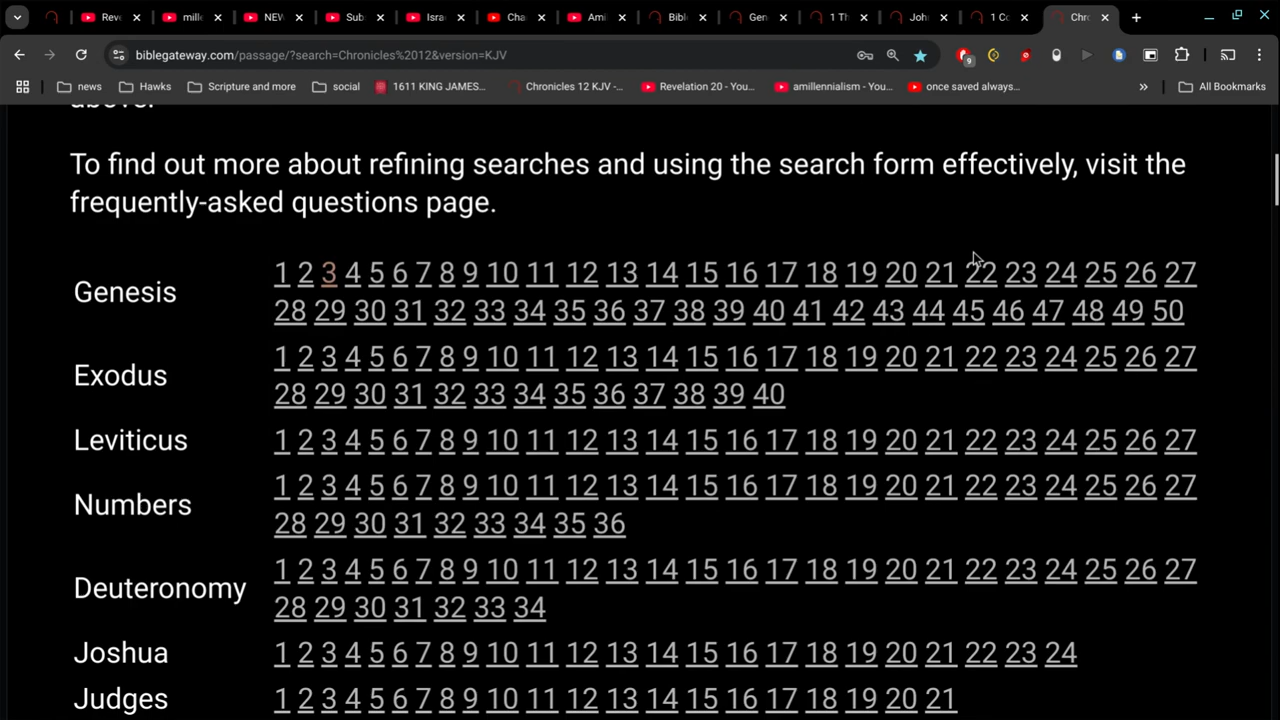 Reve
mille
NEW
Sub
Isra
Cha
Ami
Bibl
Gen
1 Th
John
1 Co
Chro
biblegateway.com/passage/?search=Chronicles%2012&version=KJV
9
news
Hawks
Scripture and more
social
1611 KING JAMES...
Chronicles 12 KJV -...
Revelation 20 - You...
amillennialism - You...
once saved always...
»
All Bookmarks
above.
To find out more about refining searches and using the search form effectively, visit the
frequently-asked questions page.
Genesis
1 2 3 4 5 6 7 8 9 10 11 12 13 14 15 16 17 18 19 20 21 22 23 24 25 26 27
28 29 30 31 32 33 34 35 36 37 38 39 40 41 42 43 44 45 46 47 48 49 50
Exodus
1 2 3 4 5 6 7 8 9 10 11 12 13 14 15 16 17 18 19 20 21 22 23 24 25 26 27
28 29 30 31 32 33 34 35 36 37 38 39 40
Leviticus
1 2 3 4 5 6 7 8 9 10 11 12 13 14 15 16 17 18 19 20 21 22 23 24 25 26 27
Numbers
1 2 3 4 5 6 7 8 9 10 11 12 13 14 15 16 17 18 19 20 21 22 23 24 25 26 27
28 29 30 31 32 33 34 35 36
Deuteronomy
1 2 3 4 5 6 7 8 9 10 11 12 13 14 15 16 17 18 19 20 21 22 23 24 25 26 27
28 29 30 31 32 33 34
Joshua
1 2 3 4 5 6 7 8 9 10 11 12 13 14 15 16 17 18 19 20 21 22 23 24
Judges
1 2 3 4 5 6 7 8 9 10 11 12 13 14 15 16 17 18 19 20 21